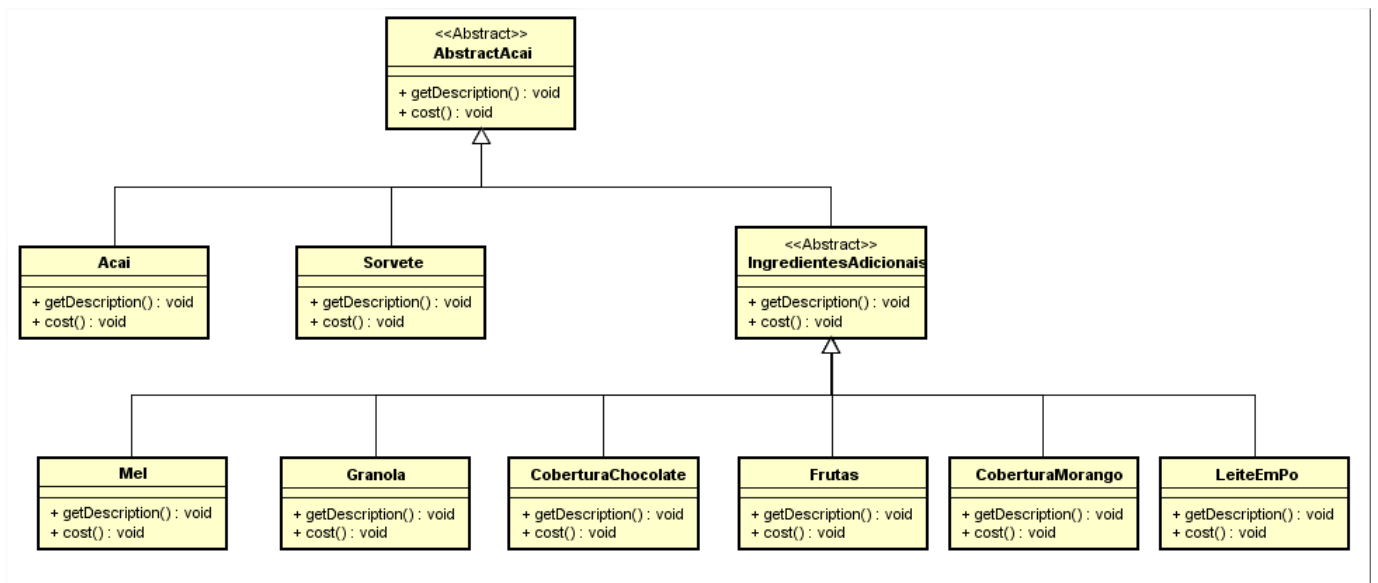 <<Abstract>>
AbstractAcai
+ getDescription() : void
+ cost() : void
Acai
+ getDescription() : void
+ cost() : void
Sorvete
+ getDescription() : void
+ cost() : void
<<Abstract>>
IngredientesAdicionais
+ getDescription() : void
+ cost() : void
Mel
+ getDescription() : void
+ cost() : void
Granola
+ getDescription() : void
+ cost() : void
CoberturaChocolate
+ getDescription() : void
+ cost() : void
Frutas
+ getDescription() : void
+ cost() : void
CoberturaMorango
+ getDescription() : void
+ cost() : void
LeiteEmPo
+ getDescription() : void
+ cost() : void